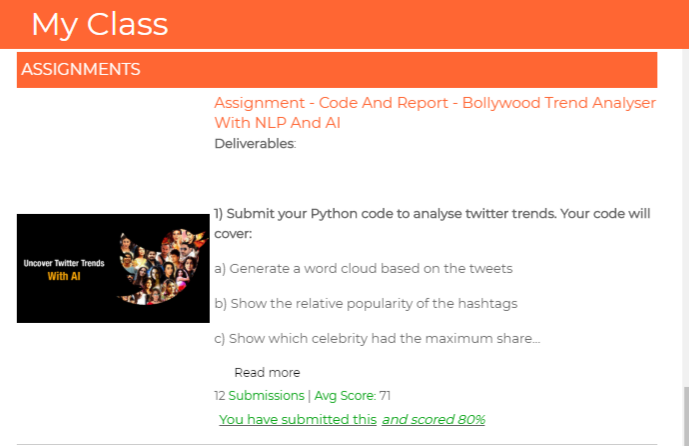 My Class
ASSIGNMENTS
Assignment - Code And Report - Bollywood Trend Analyser
With NLP And AI
Deliverables:
1) Submit your Python code to analyse twitter trends. Your code will
cover:
Uncover Twitter Trends
With AI
a) Generate a word cloud based on the tweets
b) Show the relative popularity of the hashtags
c) Show which celebrity had the maximum share...
Read more
12 Submissions | Avg Score: 71
You have submitted this and scored 80%